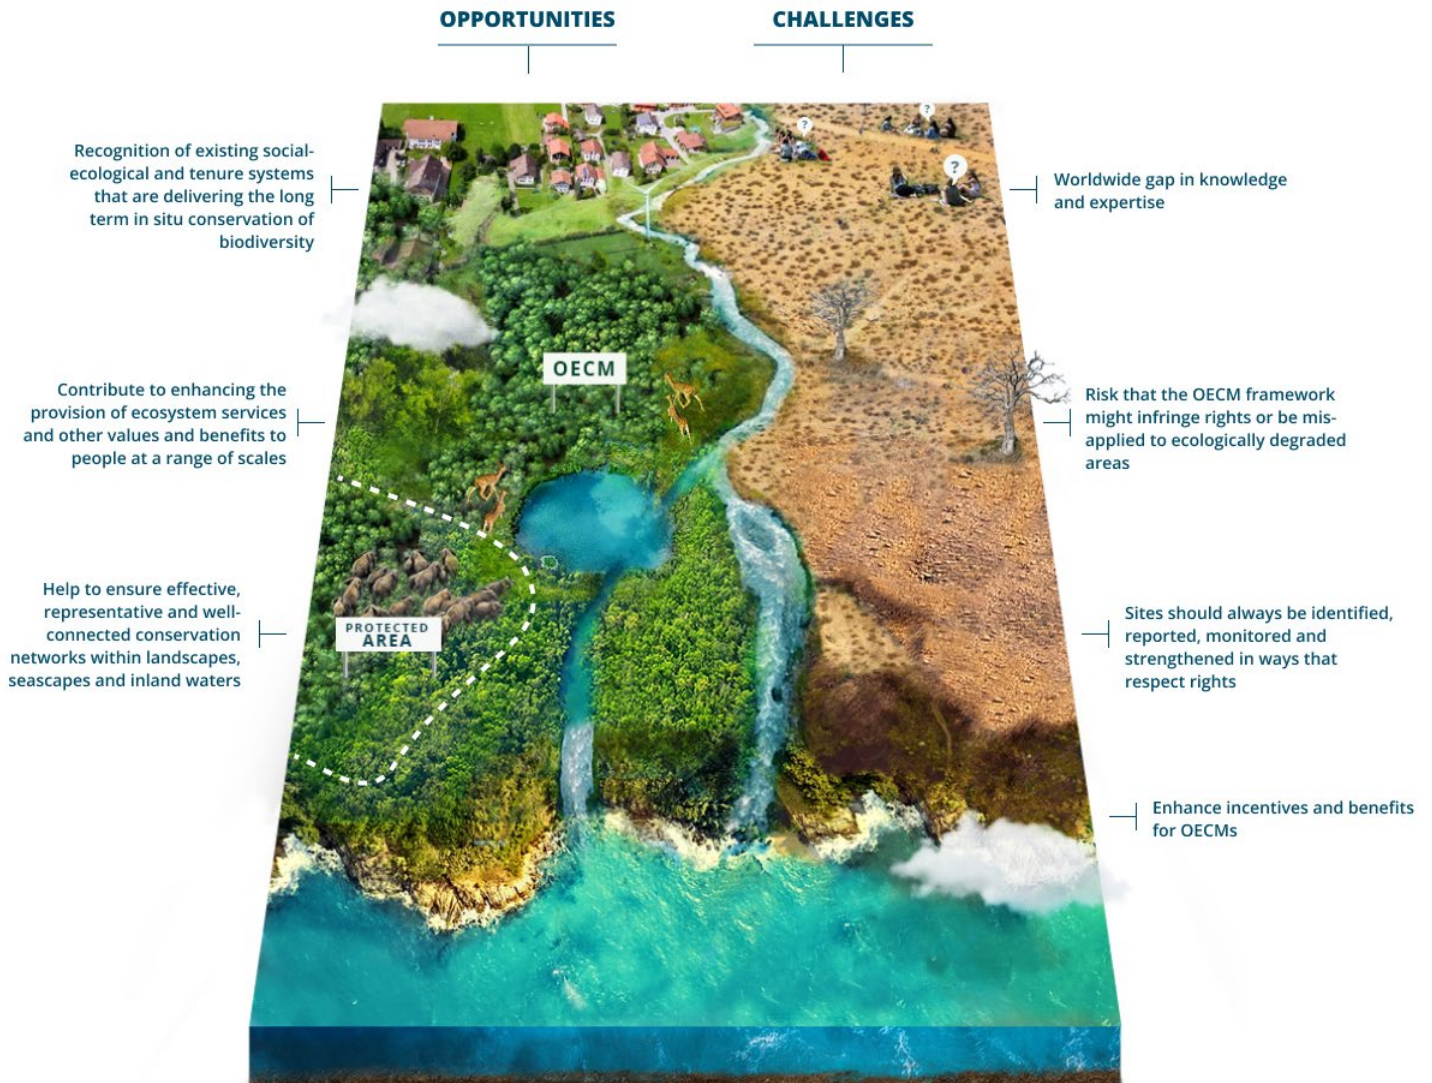 OPPORTUNITIES
CHALLENGES
Recognition of existing social-
ecological and tenure systems
that are delivering the long
term in situ conservation of
biodiversity
Contribute to enhancing the
provision of ecosystem services
and other values and benefits to
people at a range of scales
Help to ensure effective,
representative and well-
connected conservation
networks within landscapes,
seascapes and inland waters
?
?
?
OECM
PROTECTED
AREA
Worldwide gap in knowledge
and expertise
Risk that the OECM framework
might infringe rights or be mis-
applied to ecologically degraded
areas
Sites should always be identified,
reported, monitored and
strengthened in ways that
respect rights
Enhance incentives and benefits
for OECMs